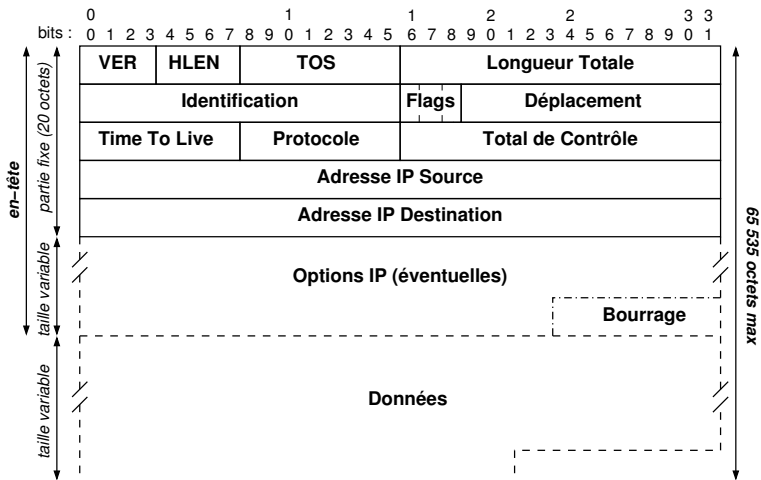 0 1 1 2 2 3 3
bits : 0 1 2 3 4 5 6 7 8 9 0 1 2 3 4 5 6 7 8 9 0 1 2 3 4 5 6 7 8 9 0 1
VER HLEN TOS Longueur Totale
Identification Flags Déplacement
Time To Live Protocole Total de Contrôle
Adresse IP Source
Adresse IP Destination
Options IP (éventuelles)
Bourrage
Données
en–tête
partie fixe (20 octets)
taille variable
taille variable
65 535 octets max